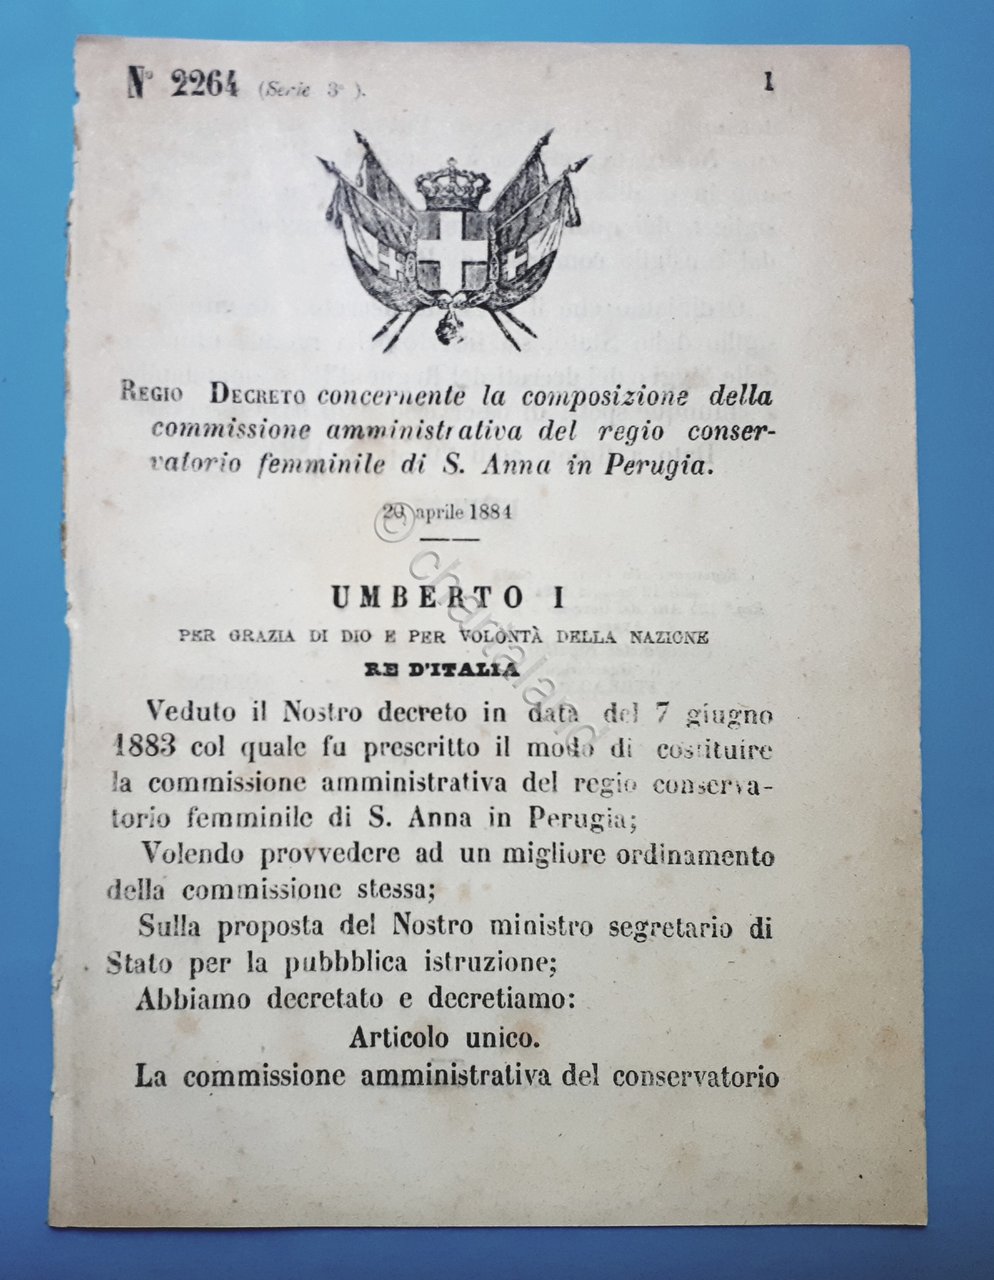 Nº 2264 (Serie 3ª ). 1
REGIO DECRETO concernente la composizione della
commissione amministrativa del regio conser-
vatorio femminile di S. Anna in Perugia.
20 aprile 1884
UMBERTO I
PER GRAZIA DI DIO E PER VOLONTÀ DELLA NAZIONE
RE D'ITALIA
Veduto il Nostro decreto in data del 7 giugno
1883 col quale fu prescritto il modo di costituire
la commissione amministrativa del regio conserva-
torio femminile di S. Anna in Perugia;
Volendo provvedere ad un migliore ordinamento
della commissione stessa;
Sulla proposta del Nostro ministro segretario di
Stato per la pubbblica istruzione;
Abbiamo decretato e decretiamo:
Articolo unico.
La commissione amministrativa del conservatorio
© chartaland